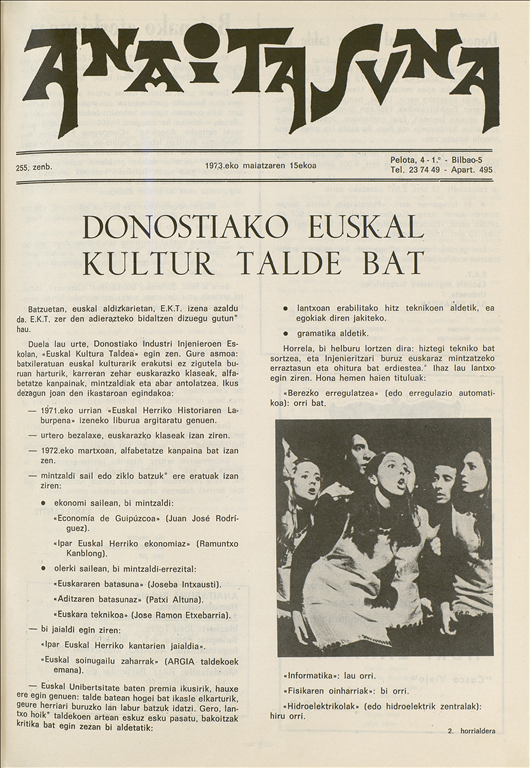 ANAITASUNA
255. zenb.
1973.eko maiatzaren 15ekoa
Pelota, 4 - 1.° - Bilbao-5
Tel. 23 74 49 - Apart. 495
DONOSTIAKO EUSKAL
KULTUR TALDE BAT
Batzuetan, euskal aldizkarietan, E.K.T. izena azaldu
da. E.K.T. zer den adierazteko bidaltzen dizuegu gutun"
hau.
Duela lau urte, Donostiako Industri Injenieroen Es-
kolan, «Euskal Kultura Taldea» egin zen. Gure asmoa:
batxileratuan euskal kulturarik erakutsi ez zigutela bu-
ruan harturik, karreran zehar euskarazko klaseak, alfa-
betatze kanpainak, mintzaldiak eta abar antolatzea. Ikus
dezagun joan den ikastaroan egindakoa:
— 1971.eko urrian «Euskal Herriko Historiaren La-
burpena» izeneko liburua argitaratu genuen.
— urtero bezalaxe, euskarazko klaseak izan ziren.
— 1972.eko martxoan, alfabetatze kanpaina bat izan
zen.
— mintzaldi sail edo ziklo batzuk" ere eratuak izan
ziren:
• ekonomi sailean, bi mintzaldi:
«Economía de Guipúzcoa» (Juan José Rodrí-
guez).
«Ipar Euskal Herriko ekonomiaz» (Ramuntxo
Kanblong).
• olerki sailean, bi mintzaldi-errezital:
«Euskararen batasuna» (Joseba Intxausti).
«Aditzaren batasunaz» (Patxi Altuna).
«Euskara teknikoa» (Jose Ramon Etxebarria).
— bi jaialdi egin ziren:
«Ipar Euskal Herriko kantarien jaialdia».
«Euskal soinugailu zaharrak» (ARGIA taldekoek
emana).
— Euskal Unibertsitate baten premia ikusirik, hauxe
ere egin genuen: talde batean hogei bat ikasle elkarturik,
geure herriari buruzko lan labur batzuk idatzi. Gero, lan-
txo hoik" taldekoen artean eskuz esku pasatu, bakoitzak
kritika bat egin zezan bi aldetatik:
• lantxoan erabilitako hitz teknikoen aldetik, ea
egokiak diren jakiteko.
• gramatika aldetik.
Horrela, bi helburu lortzen dira: hiztegi tekniko bat
sortzea, eta Injenieritzari buruz euskaraz mintzatzeko
erraztasun eta ohitura bat erdiestea." Ihaz lau lantxo
egin ziren. Hona hemen haien tituluak:
«Berezko erregulatzea» (edo erregulazio automati-
koa): orri bat.
«Informatika»: lau orri.
«Fisikaren oinharriak»: bi orri.
«Hidroelektrikolak» (edo hidroelektrik zentralak):
hiru orri.
2. horrialdera